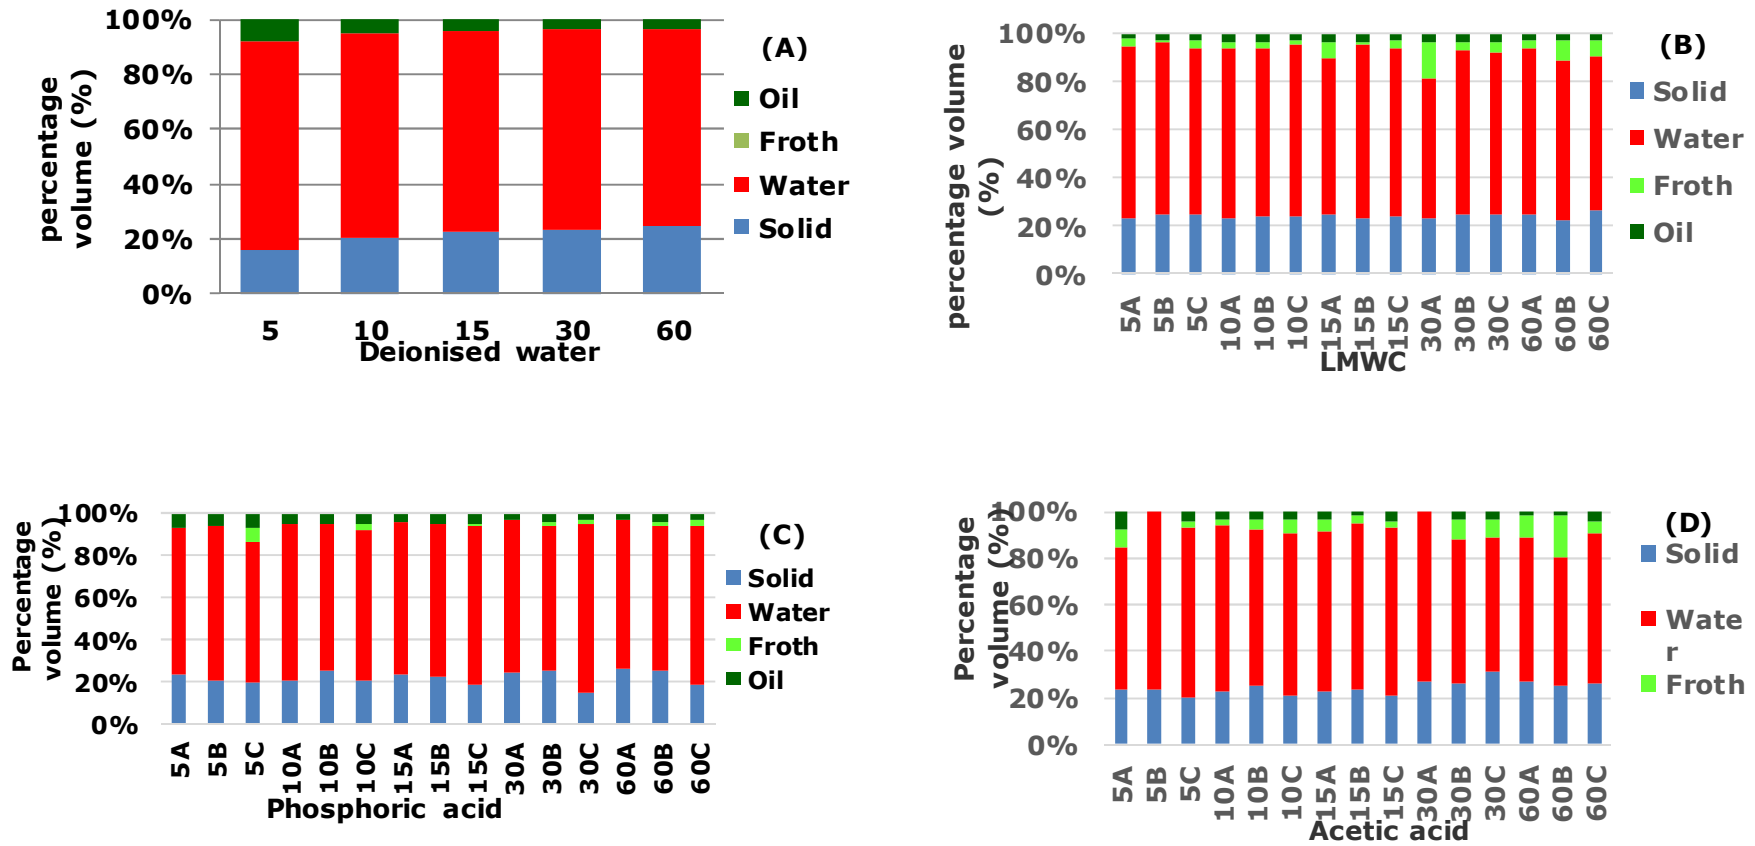 percentage
volume (%)
100%
80%
60%
40%
20%
0%
5 10 15 30 60
Deionised water
(A)
Oil
Froth
Water
Solid
percentage volume
(%)
100%
80%
60%
40%
20%
0%
5A 5B 5C 10A 10B 10C 15A 15B 15C 30A 30B 30C 60A 60B 60C
LMWC
(B)
Solid
Water
Froth
Oil
Percentage
volume (%)
100%
80%
60%
40%
20%
0%
5A 5B 5C 10A 10B 10C 15A 15B 15C 30A 30B 30C 60A 60B 60C
Phosphoric acid
(C)
Solid
Water
Froth
Oil
Percentage
volume (%)
100%
80%
60%
40%
20%
0%
5A 5B 5C 10A 10B 10C 15A 15B 15C 30A 30B 30C 60A 60B 60C
Acetic acid
(D)
Solid
Wate
r
Froth